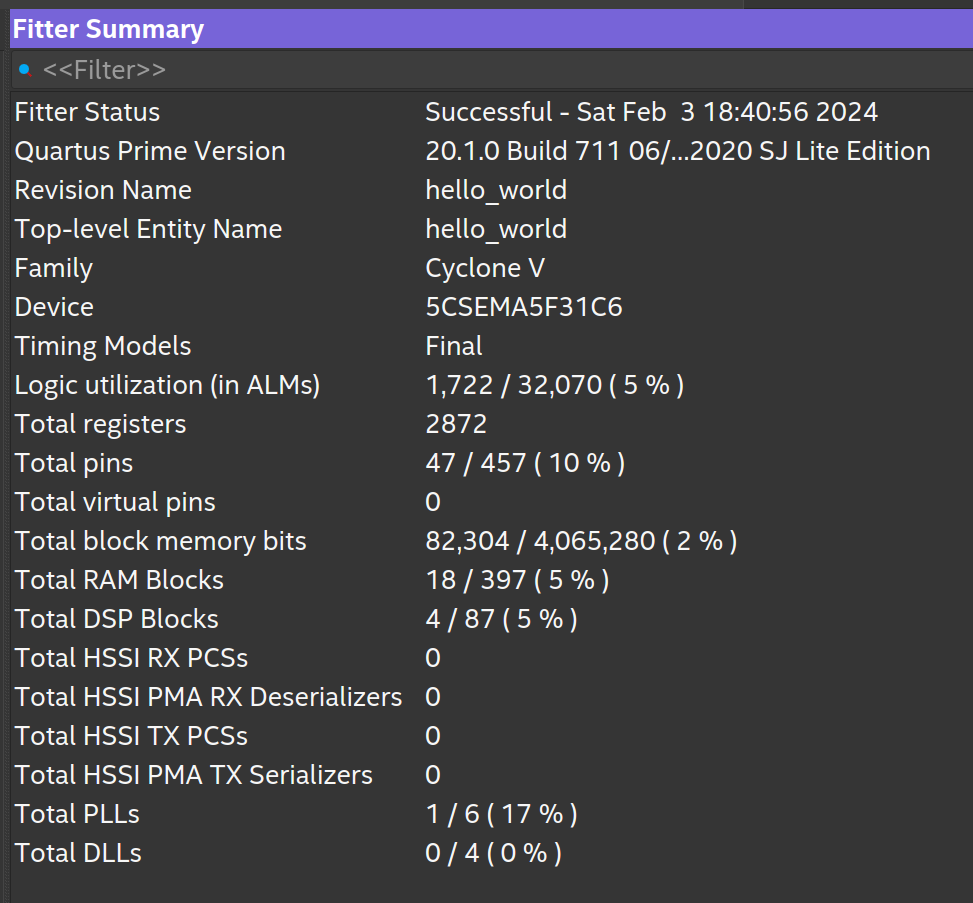 Fitter Summary
<<Filter>>
Fitter Status Successful - Sat Feb  3 18:40:56 2024
Quartus Prime Version 20.1.0 Build 711 06/...2020 SJ Lite Edition
Revision Name hello_world
Top-level Entity Name hello_world
Family Cyclone V
Device 5CSEMA5F31C6
Timing Models Final
Logic utilization (in ALMs) 1,722 / 32,070 ( 5 % )
Total registers 2872
Total pins 47 / 457 ( 10 % )
Total virtual pins 0
Total block memory bits 82,304 / 4,065,280 ( 2 % )
Total RAM Blocks 18 / 397 ( 5 % )
Total DSP Blocks 4 / 87 ( 5 % )
Total HSSI RX PCSs 0
Total HSSI PMA RX Deserializers 0
Total HSSI TX PCSs 0
Total HSSI PMA TX Serializers 0
Total PLLs 1 / 6 ( 17 % )
Total DLLs 0 / 4 ( 0 % )